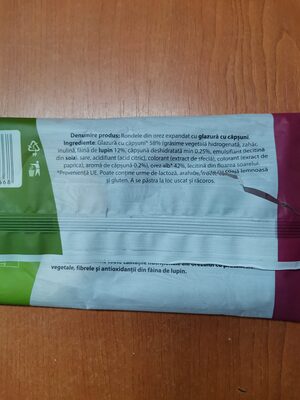 Denumire produs: Rondele din orez expandat cu glazură cu căpșuni.
Ingrediente: Glazură cu căpșuni* 58% (grăsime vegetală hidrogenată, zahăr,
inulină, făină de lupin 12%, căpșună deshidratată min 0.25%, emulsifiant (lecitină
din soia), sare, acidifiant (acid citric), colorant (extract de sfeclă), colorant (extract de
paprica), aromă de căpșună 0.2%), orez alb* 42%, lecitină din floarea soarelui.
*Proveniență UE. Poate conține urme de lactoză, arahide, lemnoasă
și gluten. A se păstra la loc uscat și răcoros.
vegetale, fibrele și antioxidanții din făina de lupin.